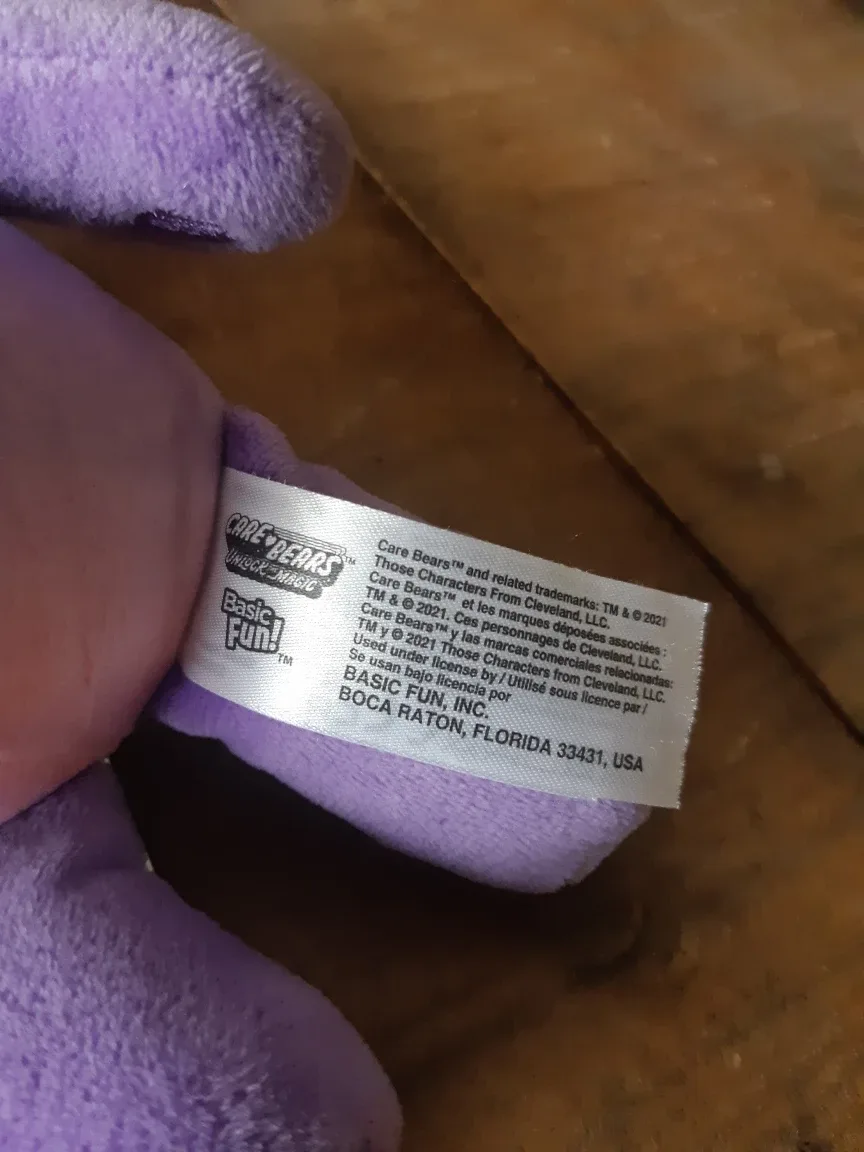 CARE BEARS™
UNLOCK THE MAGIC
Basic
Fun!™
Care Bears™ and related trademarks: TM & © 2021
Those Characters From Cleveland, LLC.
Care Bears™ et les marques déposées associées :
TM & © 2021. Ces personnages de Cleveland, LLC.
Care Bears™ y las marcas comerciales relacionadas:
TM y © 2021 Those Characters from Cleveland, LLC.
Used under license by / Utilisé sous licence par /
Se usan bajo licencia por
BASIC FUN, INC.
BOCA RATON, FLORIDA 33431, USA